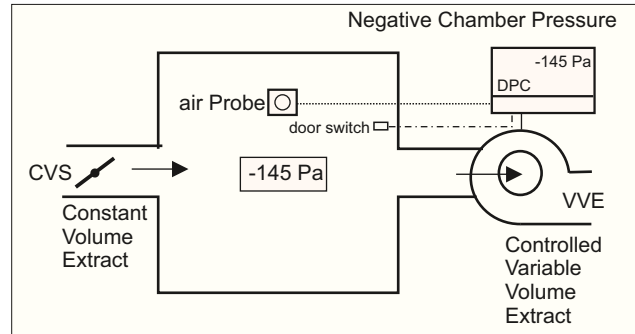 Negative Chamber Pressure
-145 Pa
DPC
air Probe
door switch
CVS
-145 Pa
VVE
Constant
Volume
Extract
Controlled
Variable
Volume
Extract